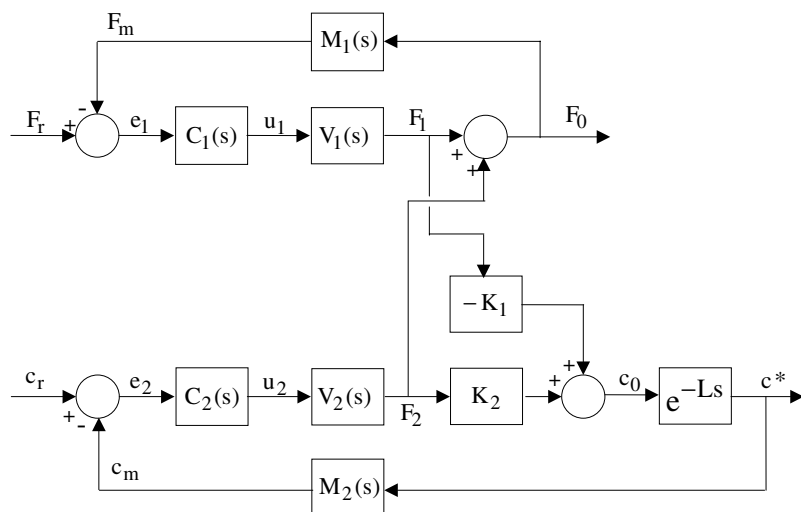 F_m
M_1(s)
-
F_r + e_1 C_1(s) u_1 V_1(s) F_1 + F_0
+ +
-K_1
+
c_r e_2 C_2(s) u_2 V_2(s) F_2 K_2 + c_0 e^{-Ls} c*
+ -
c_m
M_2(s)